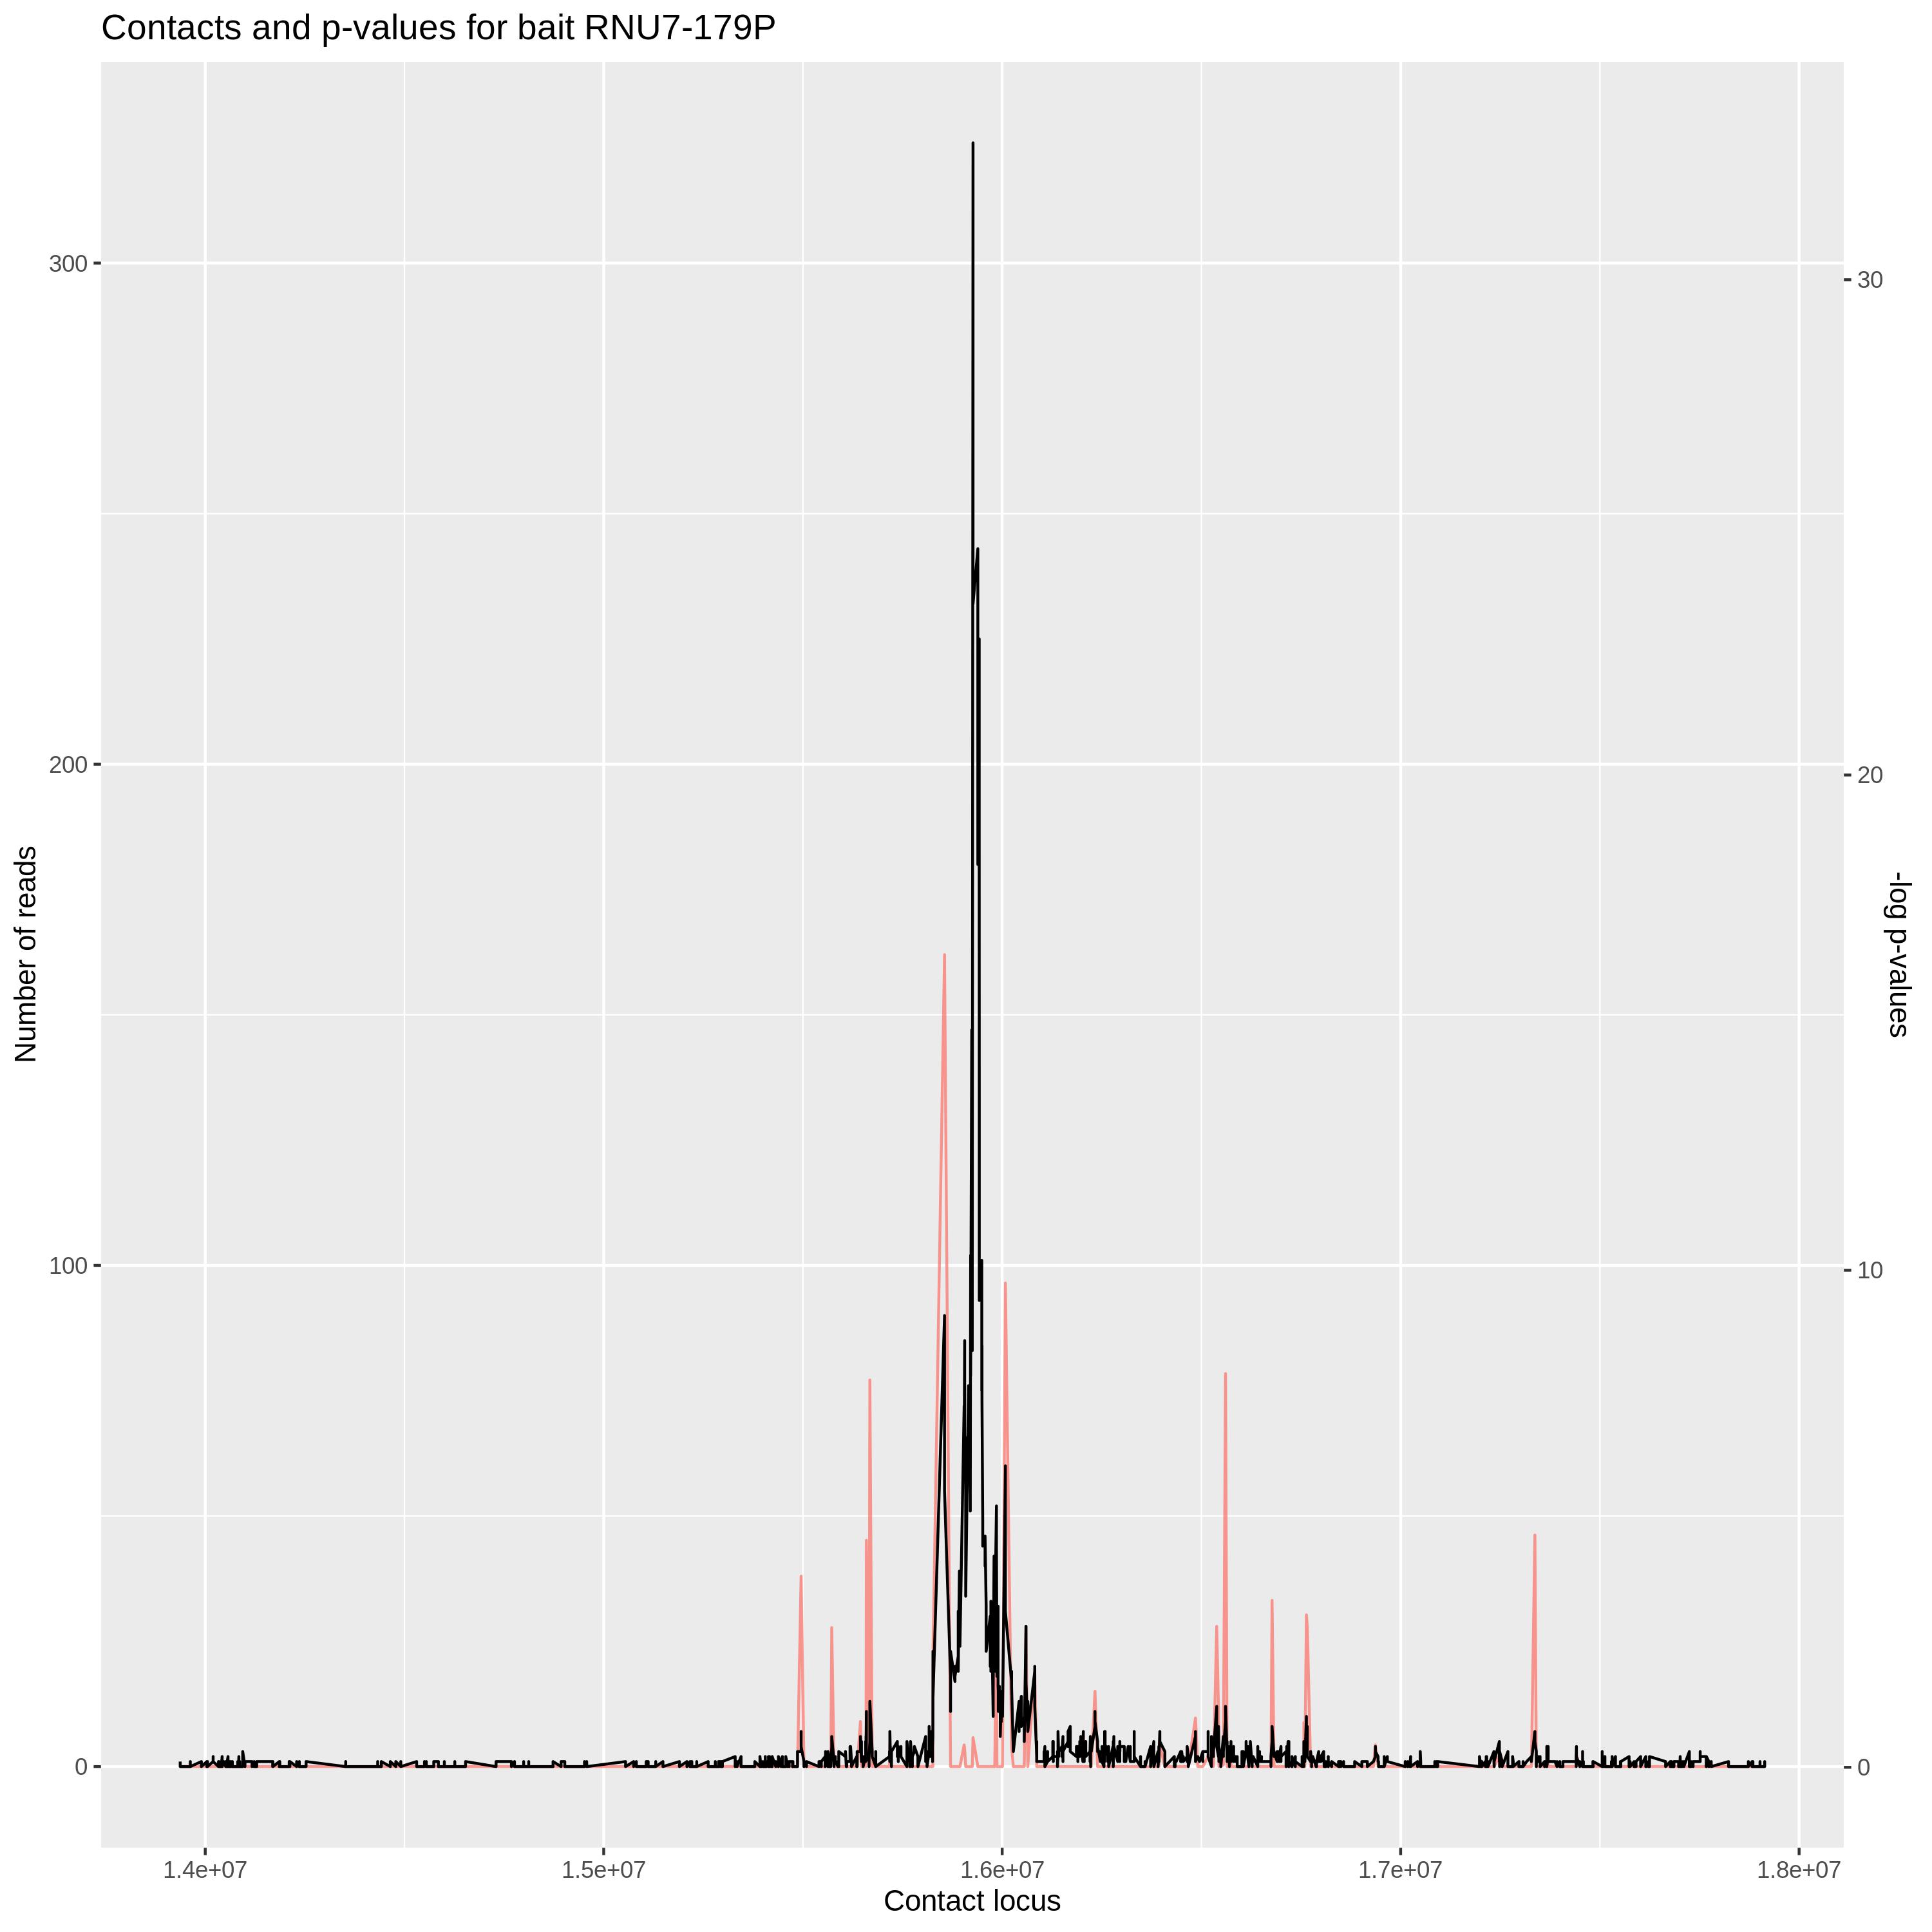 Contacts and p-values for bait RNU7-179P
300
200
100
0
Number of reads
30
20
10
0
-log p-values
1.4e+07
1.5e+07
1.6e+07
1.7e+07
1.8e+07
Contact locus